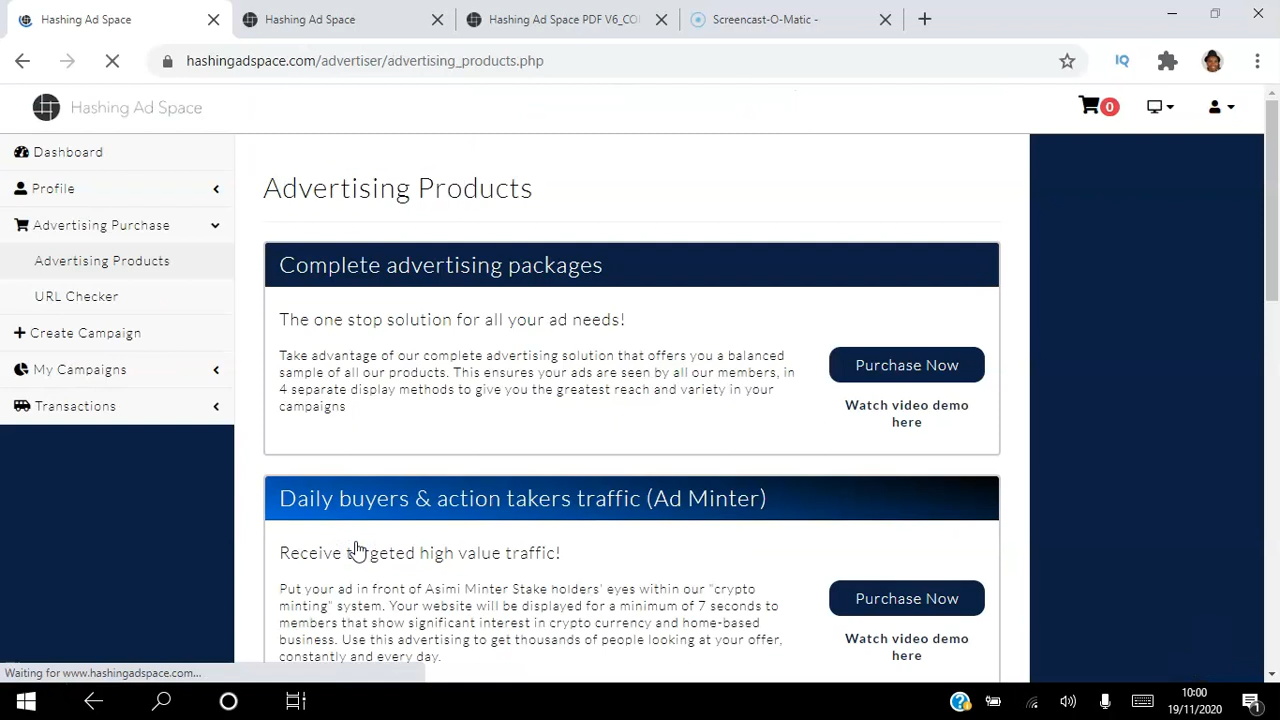 Hashing Ad Space
Hashing Ad Space
Hashing Ad Space PDF V6_CO
Screencast-O-Matic -
hashingadspace.com/advertiser/advertising_products.php
IQ
Hashing Ad Space
0
Dashboard
Profile
Advertising Purchase
Advertising Products
URL Checker
Create Campaign
My Campaigns
Transactions
Advertising Products
Complete advertising packages
The one stop solution for all your ad needs!
Take advantage of our complete advertising solution that offers you a balanced
sample of all our products. This ensures your ads are seen by all our members, in
4 separate display methods to give you the greatest reach and variety in your
campaigns
Purchase Now
Watch video demo
here
Daily buyers & action takers traffic (Ad Minter)
Receive targeted high value traffic!
Put your ad in front of Asimi Minter Stake holders' eyes within our "crypto
minting" system. Your website will be displayed for a minimum of 7 seconds to
members that show significant interest in crypto currency and home-based
business. Use this advertising to get thousands of people looking at your offer,
constantly and every day.
Purchase Now
Watch video demo
here
Waiting for www.hashingadspace.com...
10:00
19/11/2020
1